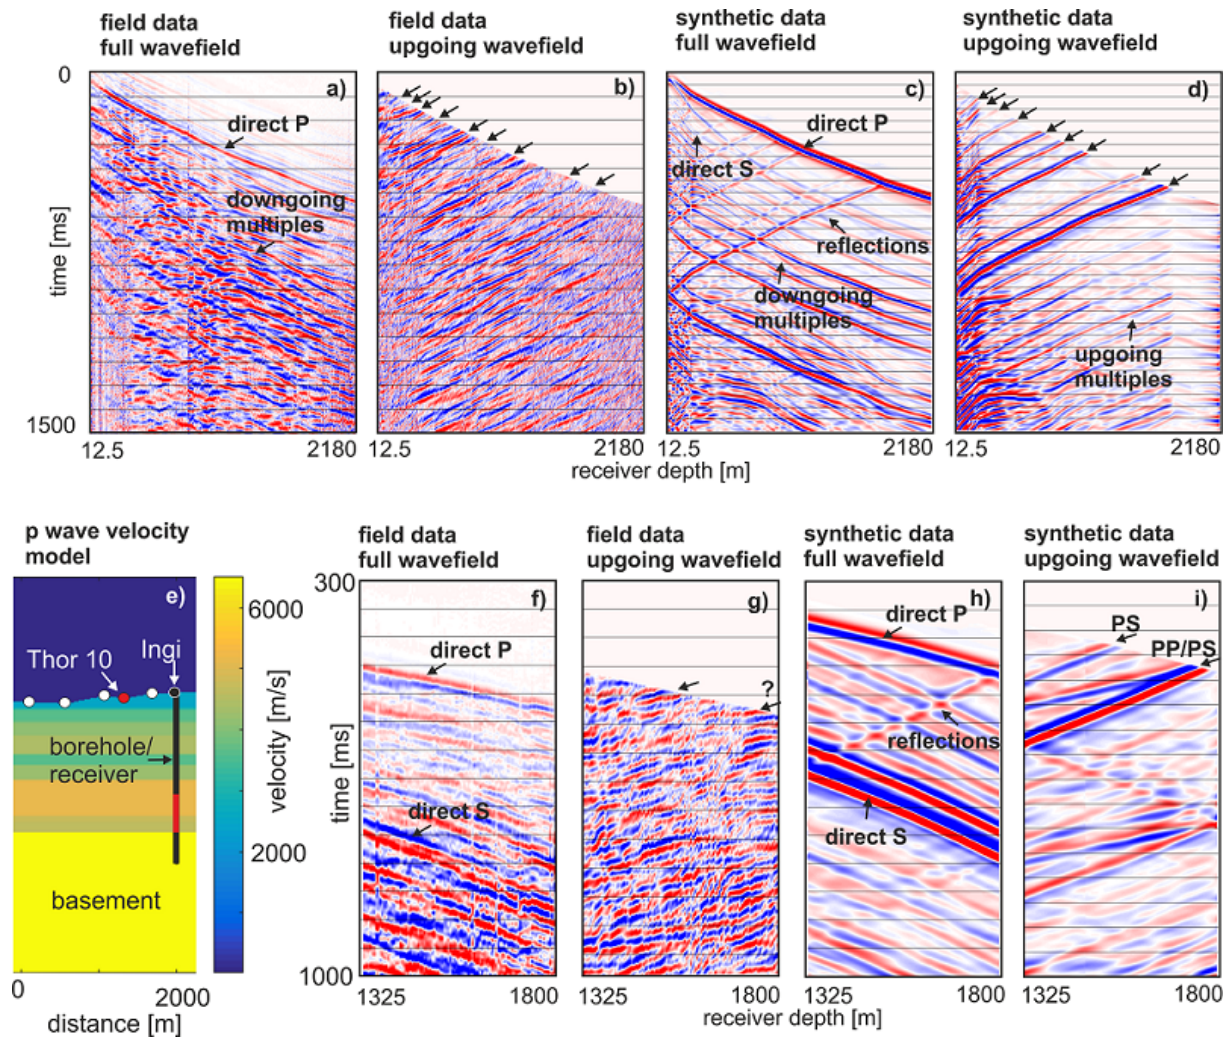 field data
full wavefield
field data
upgoing wavefield
synthetic data
full wavefield
synthetic data
upgoing wavefield
0
time [ms]
1500
a)
direct P
downgoing
multiples
12.5
2180
b)
12.5
2180
c)
direct P
direct S
reflections
downgoing
multiples
12.5
2180
d)
upgoing
multiples
12.5
2180
receiver depth [m]
p wave velocity
model
e)
Thor 10
Ingi
borehole/
receiver
basement
0
2000
distance [m]
6000
velocity [m/s]
2000
field data
full wavefield
field data
upgoing wavefield
synthetic data
full wavefield
synthetic data
upgoing wavefield
300
time [ms]
1000
f)
direct P
direct S
1325
1800
g)
?
1325
1800
h)
direct P
reflections
direct S
1325
1800
i)
PS
PP/PS
1325
1800
receiver depth [m]